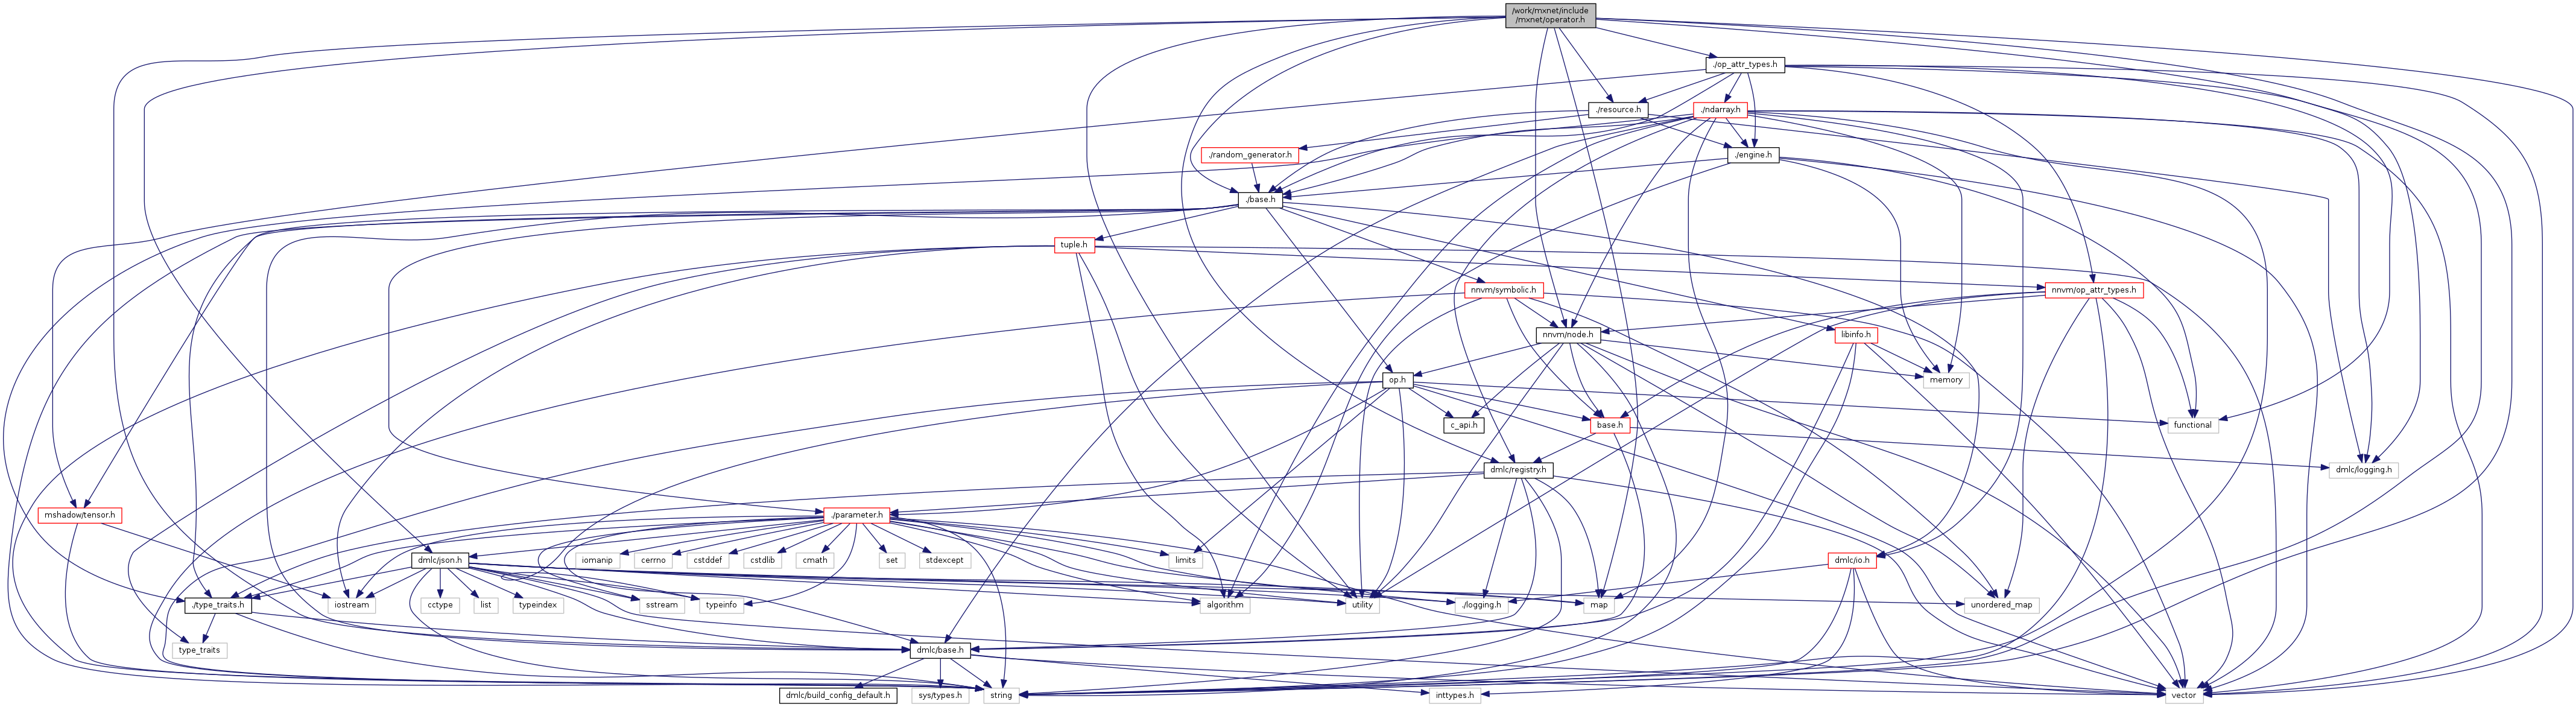 /work/mxnet/include
/mxnet/operator.h
./op_attr_types.h
./resource.h
./ndarray.h
./random_generator.h
./engine.h
./base.h
tuple.h
nnvm/symbolic.h
nnvm/op_attr_types.h
nnvm/node.h
libinfo.h
op.h
memory
c_api.h
base.h
functional
dmlc/registry.h
dmlc/logging.h
mshadow/tensor.h
./parameter.h
dmlc/json.h
iomanip
cerrno
cstddef
cstdlib
cmath
set
stdexcept
limits
dmlc/io.h
./type_traits.h
iostream
cctype
list
typeindex
sstream
typeinfo
algorithm
utility
./logging.h
map
unordered_map
type_traits
dmlc/base.h
dmlc/build_config_default.h
sys/types.h
string
inttypes.h
vector